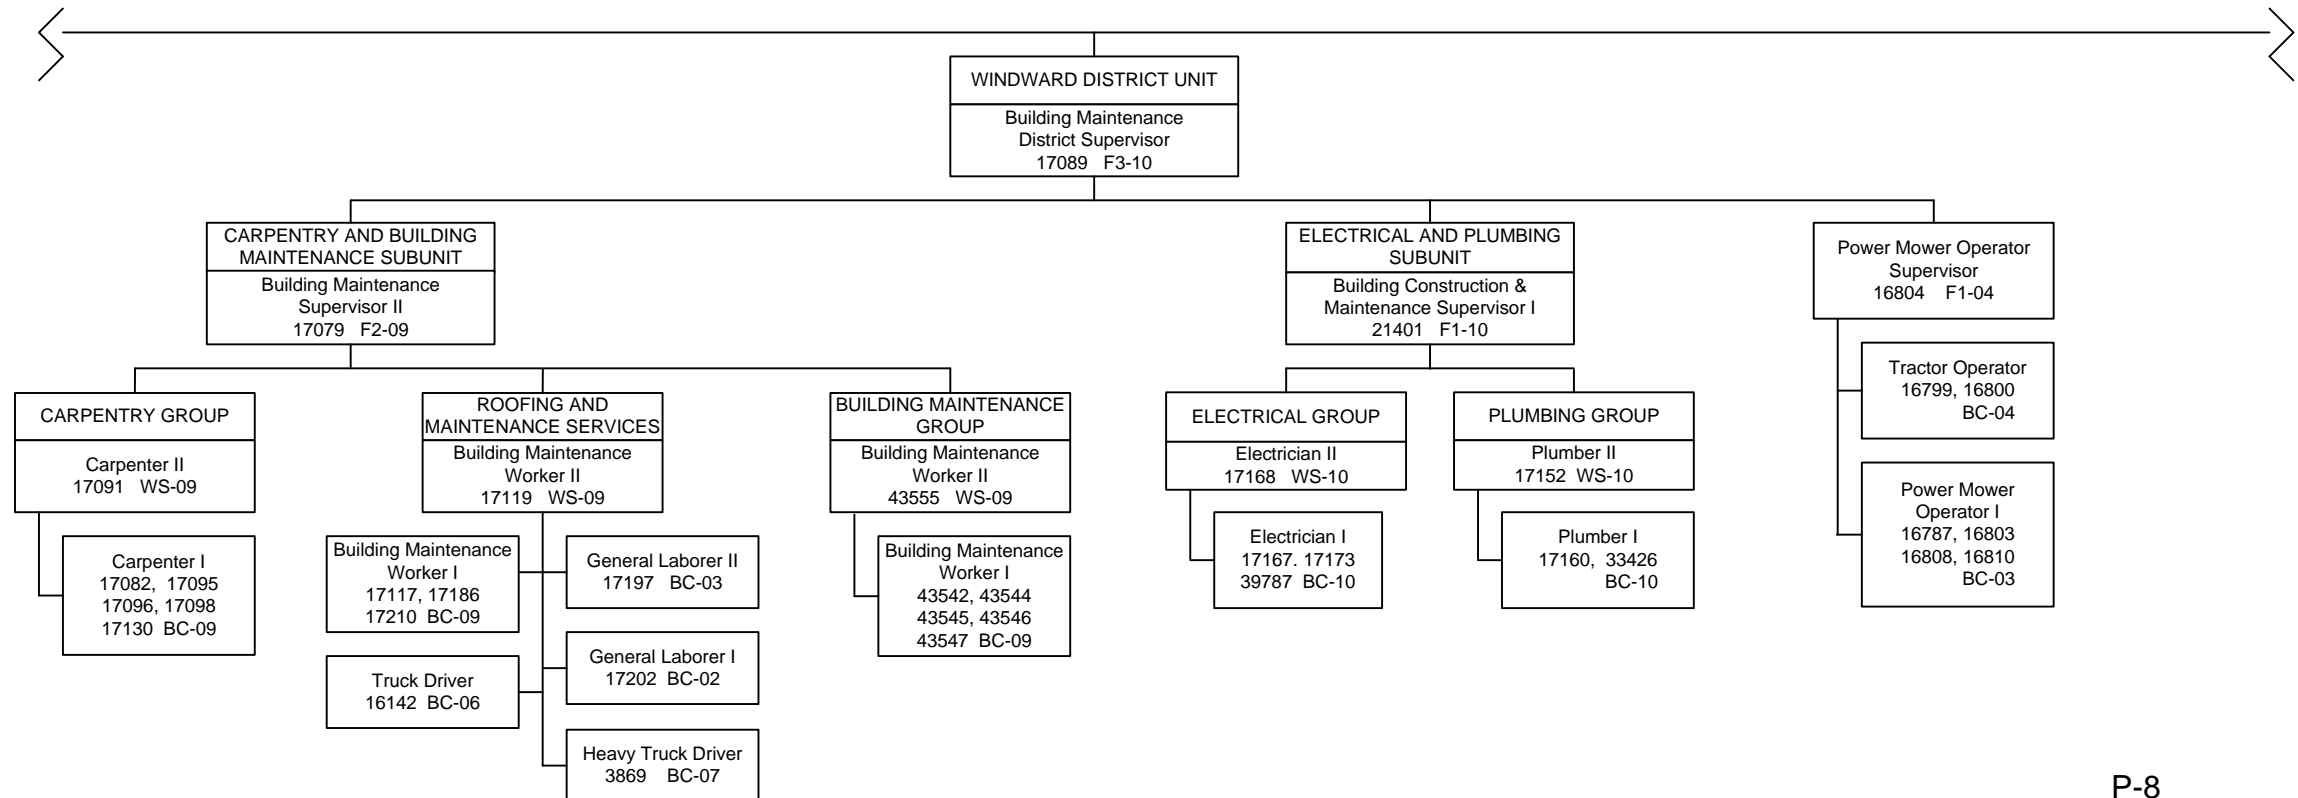 WINDWARD DISTRICT UNIT
Building Maintenance
District Supervisor
17089 F3-10
CARPENTRY AND BUILDING
MAINTENANCE SUBUNIT
Building Maintenance
Supervisor II
17079 F2-09
ELECTRICAL AND PLUMBING
SUBUNIT
Building Construction &
Maintenance Supervisor I
21401 F1-10
Power Mower Operator
Supervisor
16804 F1-04
Tractor Operator
16799, 16800
BC-04
Power Mower
Operator I
16787, 16803
16808, 16810
BC-03
CARPENTRY GROUP
Carpenter II
17091 WS-09
Carpenter I
17082, 17095
17096, 17098
17130 BC-09
ROOFING AND
MAINTENANCE SERVICES
Building Maintenance
Worker II
17119 WS-09
Building Maintenance
Worker I
17117, 17186
17210 BC-09
General Laborer II
17197 BC-03
General Laborer I
17202 BC-02
Truck Driver
16142 BC-06
Heavy Truck Driver
3869 BC-07
BUILDING MAINTENANCE
GROUP
Building Maintenance
Worker II
43555 WS-09
Building Maintenance
Worker I
43542, 43544
43545, 43546
43547 BC-09
ELECTRICAL GROUP
Electrician II
17168 WS-10
Electrician I
17167. 17173
39787 BC-10
PLUMBING GROUP
Plumber II
17152 WS-10
Plumber I
17160, 33426
BC-10
P-8